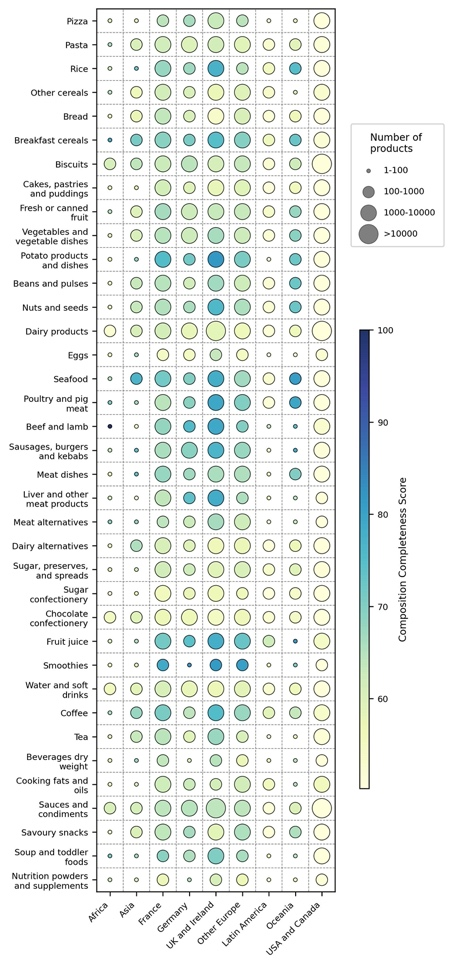 Pizza
Pasta
Rice
Other cereals
Bread
Breakfast cereals
Biscuits
Cakes, pastries
and puddings
Fresh or canned
fruit
Vegetables and
vegetable dishes
Potato products
and dishes
Beans and pulses
Nuts and seeds
Dairy products
Eggs
Seafood
Poultry and pig
meat
Beef and lamb
Sausages, burgers
and kebabs
Meat dishes
Liver and other
meat products
Meat alternatives
Dairy alternatives
Sugar, preserves,
and spreads
Sugar
confectionery
Chocolate
confectionery
Fruit juice
Smoothies
Water and soft
drinks
Coffee
Tea
Beverages dry
weight
Cooking fats and
oils
Sauces and
condiments
Savoury snacks
Soup and toddler
foods
Nutrition powders
and supplements
Africa
Asia
France
Germany
UK and Ireland
Other Europe
Latin America
Oceania
USA and Canada
Number of
products
1-100
100-1000
1000-10000
>10000
100
90
80
70
60
Composition Completeness Score